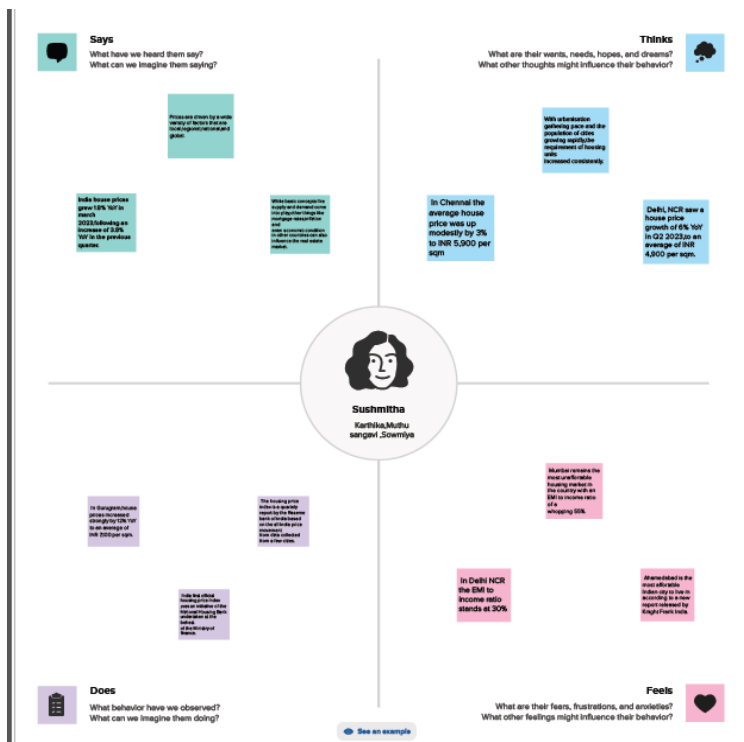 Says
What have we heard them say?
What can we imagine them saying?
Thinks
What are their wants, needs, hopes, and dreams?
What other thoughts might influence their behavior?
Prices are driven by a wide
variety of factors that are
local,regional,national,and
global.
With urbanisation
gathering pace and the
population of cities
growing rapidly,the
requirement of housing
units
increased consistently.
India house prices
grew 1.9% YoY in
march
2023,following an
increase of 3.8%
YoY in the previous
quarter.
While basic concepts like
supply and demand come
into play,other things like
mortgage rates,inflation
and
even economic condition
in other countries can also
influence the real estate
market.
In Chennai the
average house
price was up
modestly by 3%
to INR 5,900 per
sqm
Delhi, NCR saw a
house price
growth of 6% YoY
in Q2 2023,to an
average of INR
4,900 per sqm.
Sushmitha
Karthika,Muthu
sangavi ,Sowmiya
In Gurugram,house
prices increased
strongly by 12% YoY
to an average of
INR 7,100 per sqm.
The housing price
index is a quartely
report by the Reserve
bank of India based
on the all india price
movement
from data collected
from a few cities.
India first official
housing price index
was an initiative of the
National Housing Bank
undertaken at the
behest
of the Ministry of
finance.
Mumbai remains the
most unaffortable
housing market in
the country with an
EMI to income ratio
of a
whopping 55%.
In Delhi NCR
the EMI to
income ratio
stands at 30%
Ahamedabad is the
most affortable
Indian city to live in
according to a new
report released by
Knight Frank India.
Does
What behavior have we observed?
What can we imagine them doing?
Feels
What are their fears, frustrations, and anxieties?
What other feelings might influence their behavior?
See an example